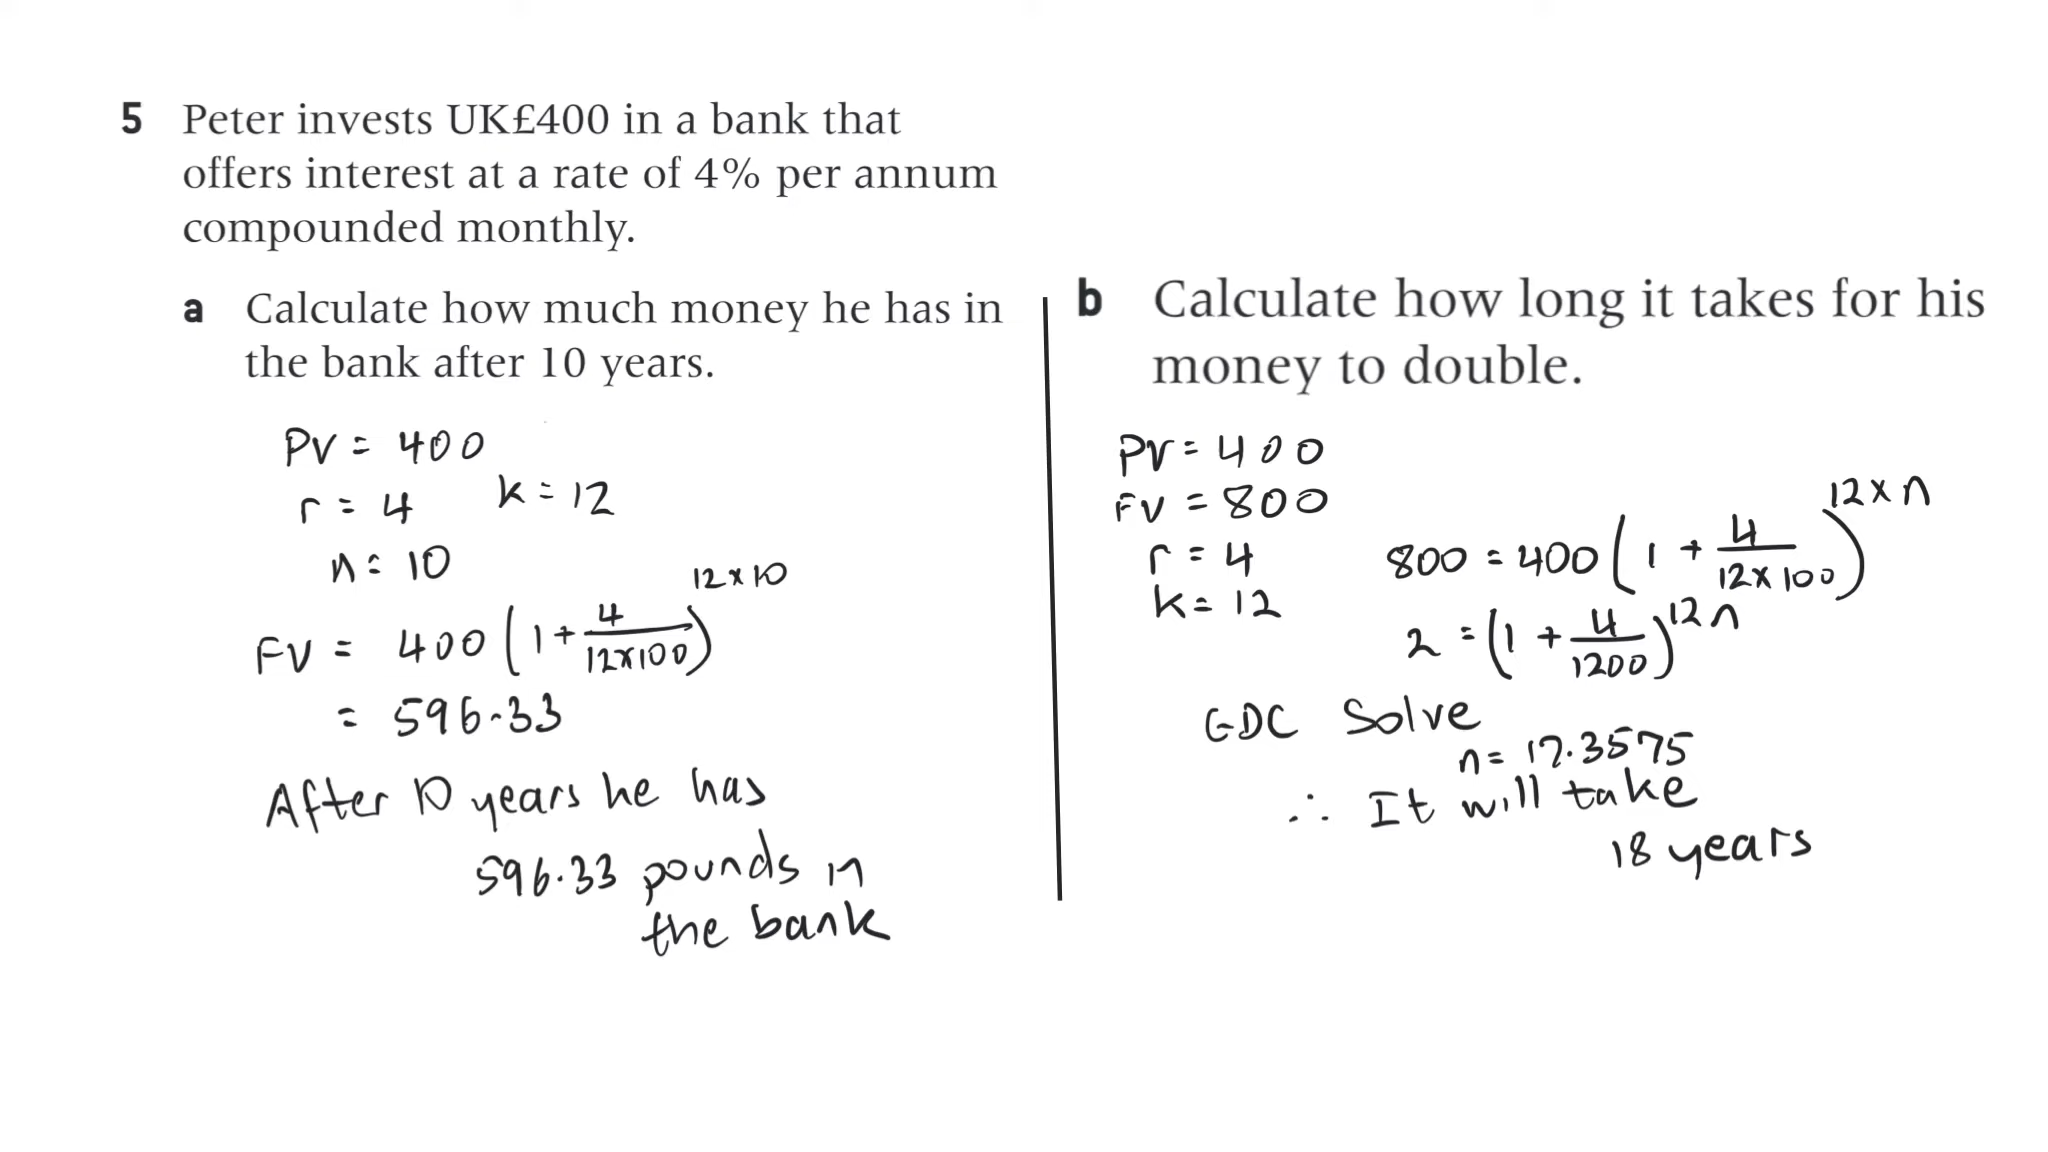 5 Peter invests UK£400 in a bank that
offers interest at a rate of 4% per annum
compounded monthly.
a Calculate how much money he has in
the bank after 10 years.
PV = 400
r = 4 k = 12
n = 10
FV = 400 (1 + 4/(12×100))^(12×10)
= 596.33
After 10 years he has
596.33 pounds in
the bank
b Calculate how long it takes for his
money to double.
PV = 400
FV = 800
r = 4
k = 12
800 = 400 (1 + 4/(12×100))^(12×n)
2 = (1 + 4/1200)^(12n)
GDC Solve
n = 17.3575
∴ It will take
18 years